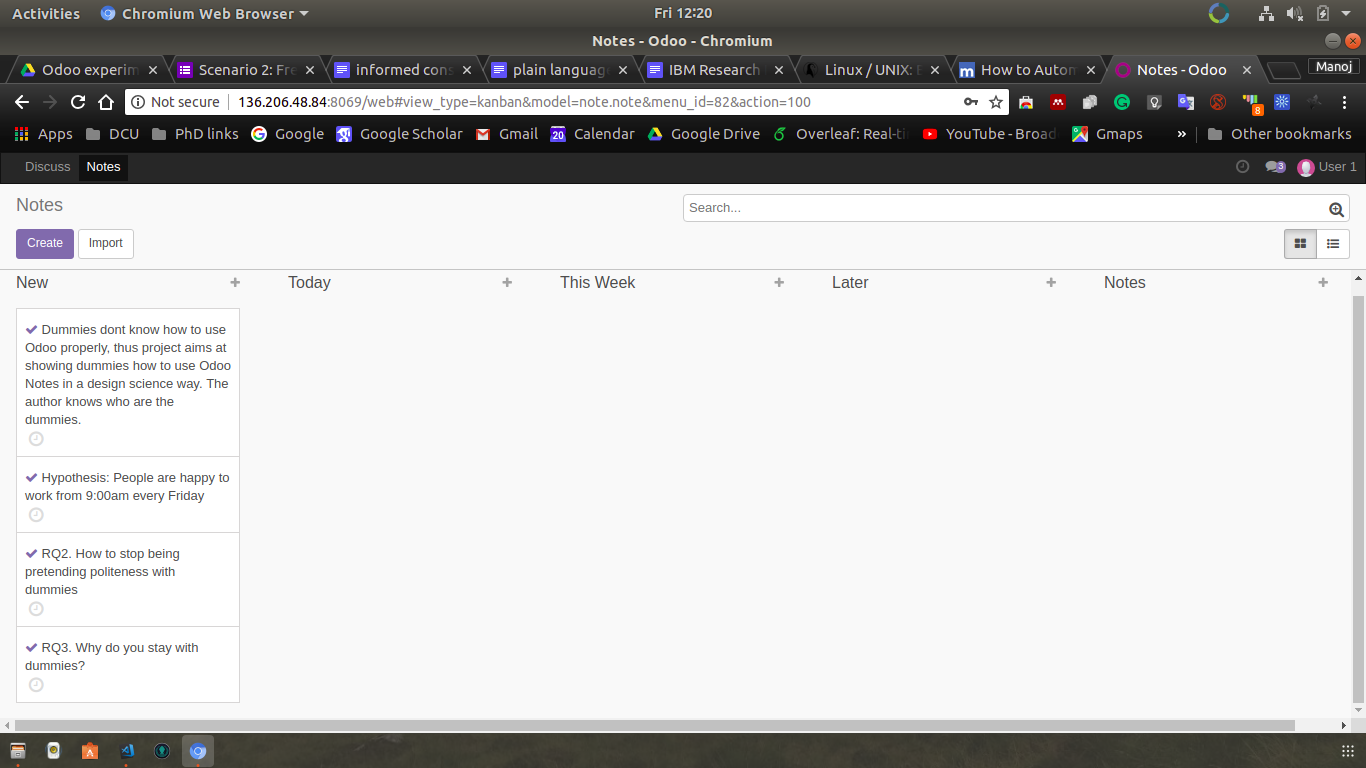 Activities Chromium Web Browser Fri 12:20
Notes - Odoo - Chromium
Odoo experim Scenario 2: Fre informed cons plain language IBM Research Linux / UNIX: E How to Autom Notes - Odoo Manoj
Not secure 136.206.48.84:8069/web#view_type=kanban&model=note.note&menu_id=82&action=100 8
Apps DCU PhD links Google Google Scholar Gmail 20 Calendar Google Drive Overleaf: Real-ti YouTube - Broad Gmaps » Other bookmarks
Discuss Notes 3 User 1
Notes Search...
Create Import
New Today This Week Later Notes
Dummies dont know how to use
Odoo properly, thus project aims at
showing dummies how to use Odoo
Notes in a design science way. The
author knows who are the
dummies.
Hypothesis: People are happy to
work from 9:00am every Friday
RQ2. How to stop being
pretending politeness with
dummies
RQ3. Why do you stay with
dummies?